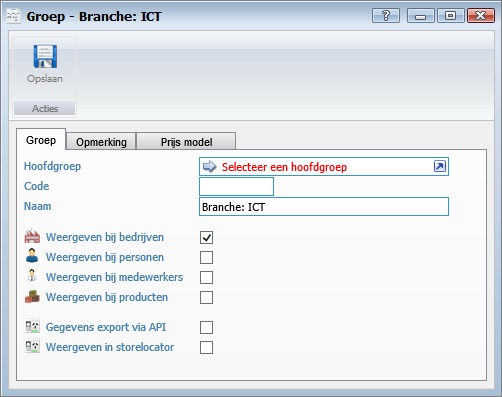 Groep - Branche: ICT
?
Opslaan
Acties
Groep
Opmerking
Prijs model
Hoofdgroep
Selecteer een hoofdgroep
Code
Naam
Branche: ICT
Weergeven bij bedrijven
Weergeven bij personen
Weergeven bij medewerkers
Weergeven bij producten
Gegevens export via API
Weergeven in storelocator